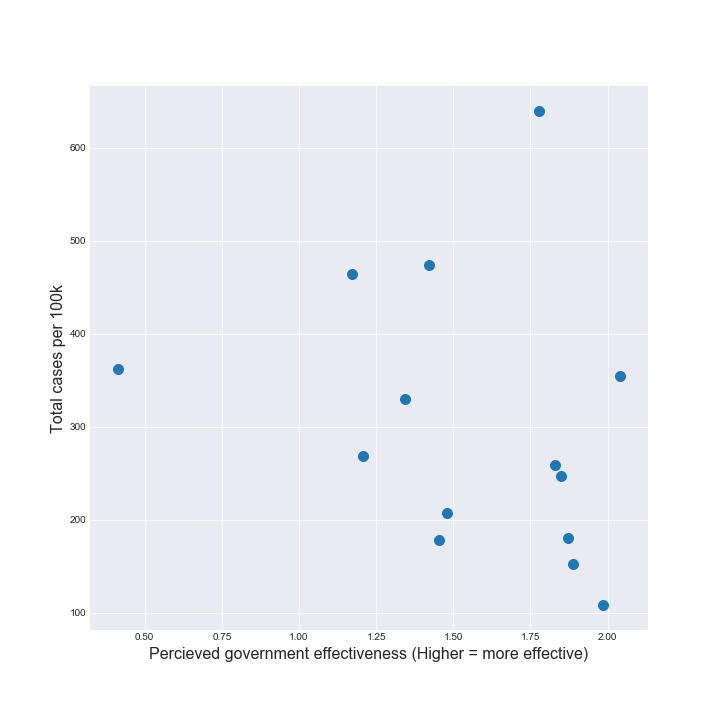 600
500
400
300
200
100
Total cases per 100k
0.50 0.75 1.00 1.25 1.50 1.75 2.00
Percieved government effectiveness (Higher = more effective)